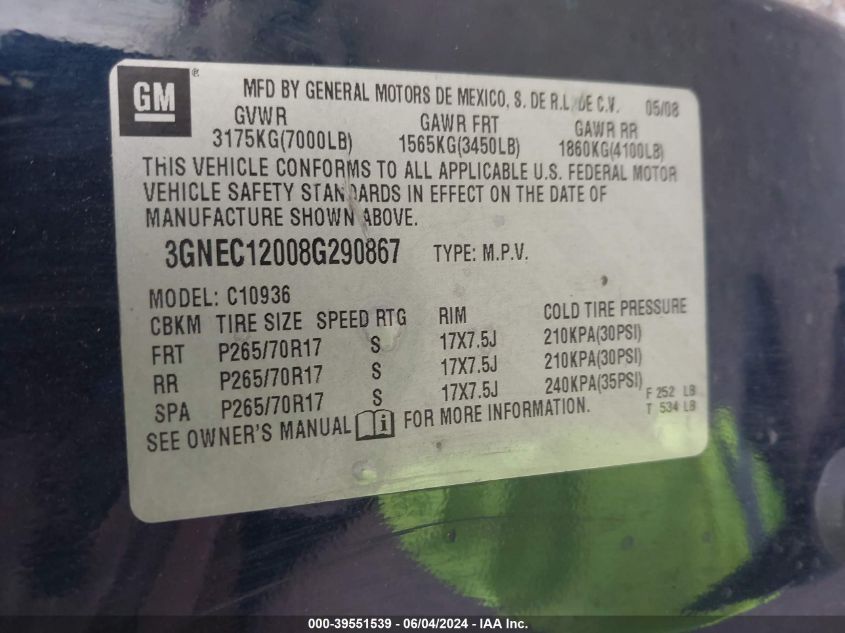 GM ®
MFD BY GENERAL MOTORS DE MEXICO, S. DE R.L. DE C.V. 05/08
GVWR GAWR FRT GAWR RR
3175KG(7000LB) 1565KG(3450LB) 1860KG(4100LB)
THIS VEHICLE CONFORMS TO ALL APPLICABLE U.S. FEDERAL MOTOR
VEHICLE SAFETY STANDARDS IN EFFECT ON THE DATE OF
MANUFACTURE SHOWN ABOVE.
3GNEC12008G290867 TYPE: M.P.V.
MODEL: C10936
CBKM TIRE SIZE SPEED RTG RIM COLD TIRE PRESSURE
FRT P265/70R17 S 17X7.5J 210KPA(30PSI)
RR P265/70R17 S 17X7.5J 210KPA(30PSI)
SPA P265/70R17 S 17X7.5J 240KPA(35PSI) F 252 LB
T 534 LB
SEE OWNER'S MANUAL i FOR MORE INFORMATION.
000-39551539 - 06/04/2024 - IAAI Inc.